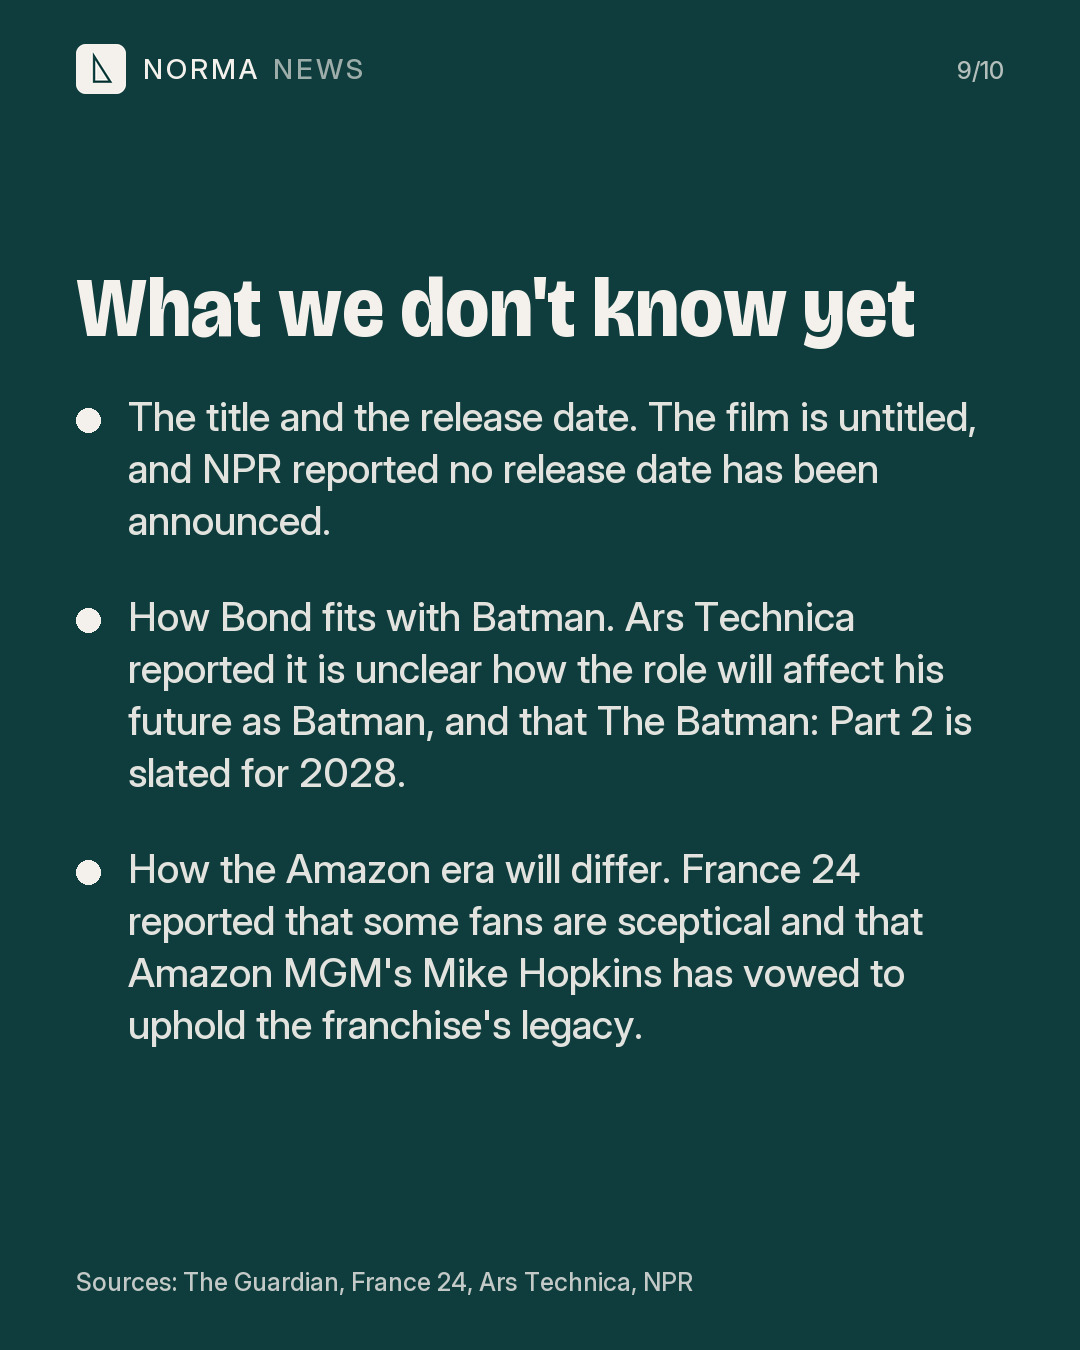 NORMA NEWS
9/10
What we don't know yet
The title and the release date. The film is untitled,
and NPR reported no release date has been
announced.
How Bond fits with Batman. Ars Technica
reported it is unclear how the role will affect his
future as Batman, and that The Batman: Part 2 is
slated for 2028.
How the Amazon era will differ. France 24
reported that some fans are sceptical and that
Amazon MGM's Mike Hopkins has vowed to
uphold the franchise's legacy.
Sources: The Guardian, France 24, Ars Technica, NPR